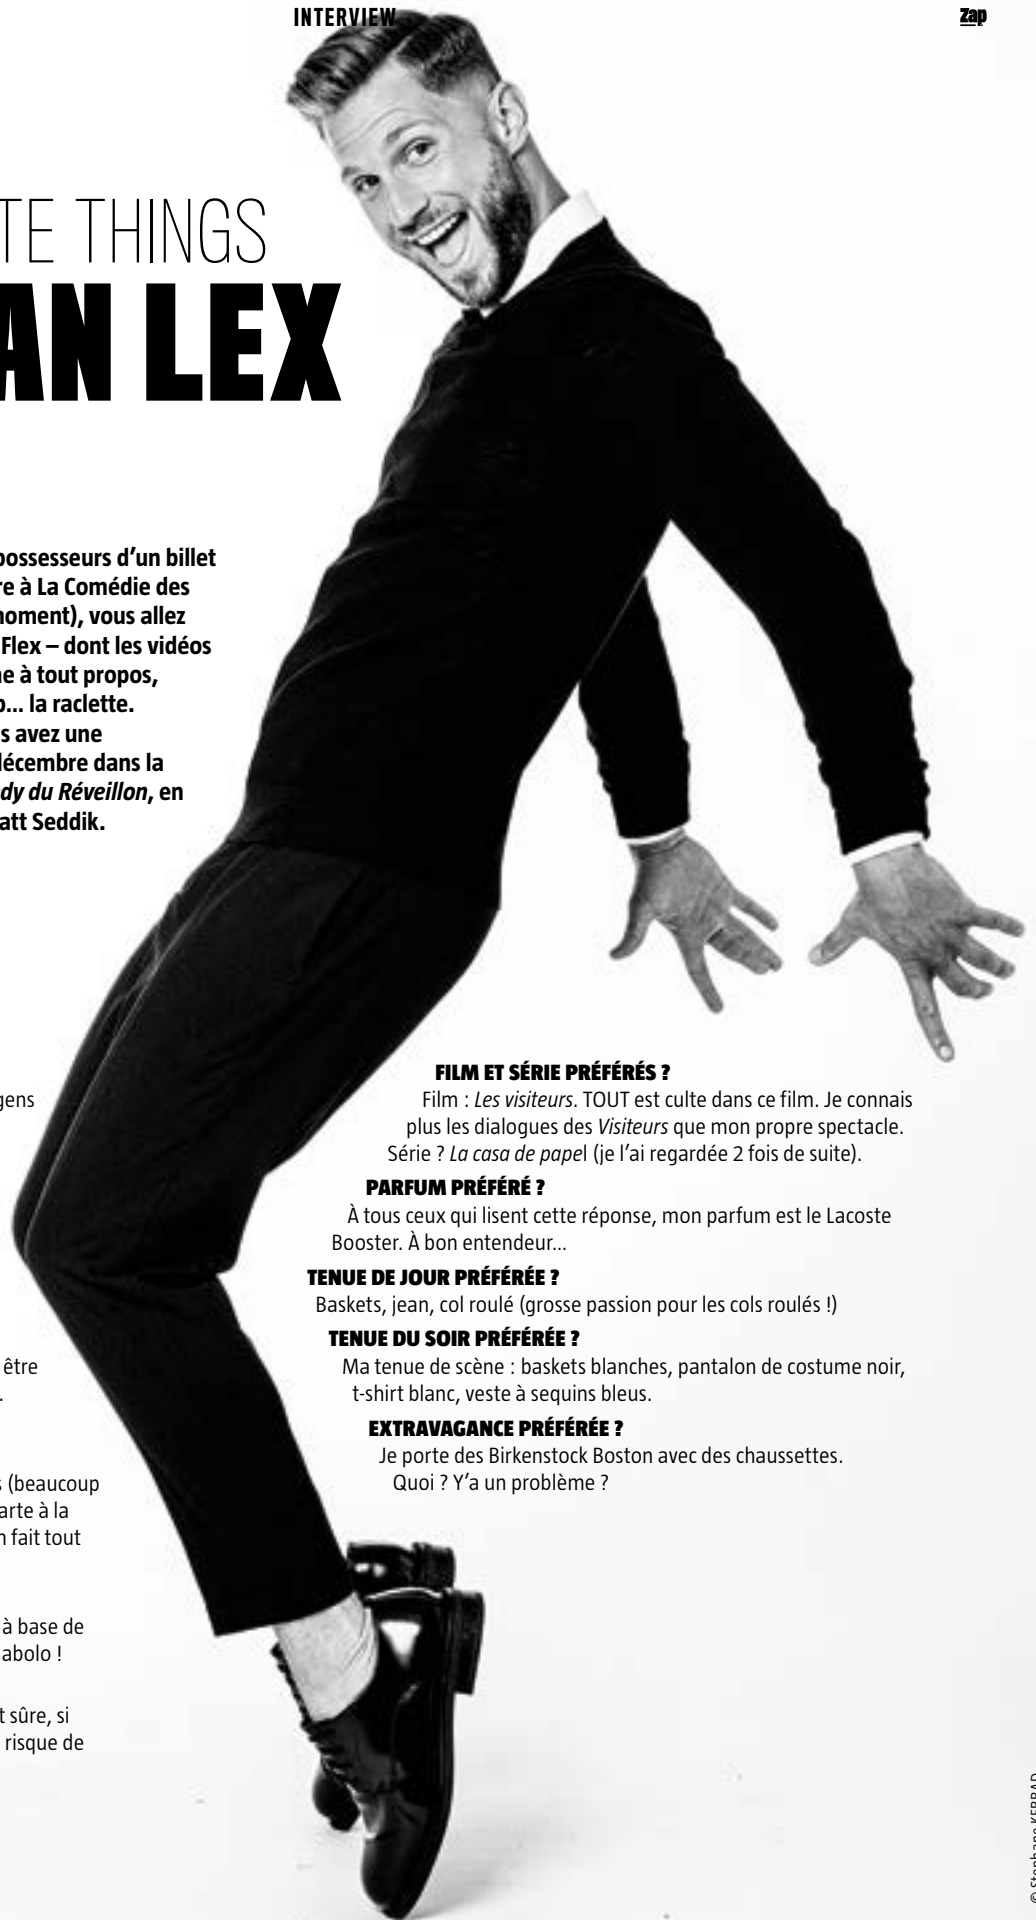 INTERVIEW
Zap
TE THINGS
AN LEX
possesseurs d’un billet
re à La Comédie des
moment), vous allez
Flex – dont les vidéos
ne à tout propos,
... la raclette.
s avez une
décembre dans la
dy du Réveillon, en
att Seddik.
gens
être
.
s (beaucoup
arte à la
n fait tout
à base de
abolo !
t sûre, si
risque de
FILM ET SÉRIE PRÉFÉRÉS ?
Film : Les visiteurs. TOUT est culte dans ce film. Je connais
plus les dialogues des Visiteurs que mon propre spectacle.
Série ? La casa de papel (je l’ai regardée 2 fois de suite).
PARFUM PRÉFÉRÉ ?
À tous ceux qui lisent cette réponse, mon parfum est le Lacoste
Booster. À bon entendeur...
TENUE DE JOUR PRÉFÉRÉE ?
Baskets, jean, col roulé (grosse passion pour les cols roulés !)
TENUE DU SOIR PRÉFÉRÉE ?
Ma tenue de scène : baskets blanches, pantalon de costume noir,
t-shirt blanc, veste à sequins bleus.
EXTRAVAGANCE PRÉFÉRÉE ?
Je porte des Birkenstock Boston avec des chaussettes.
Quoi ? Y’a un problème ?
© Stephane KERRAD